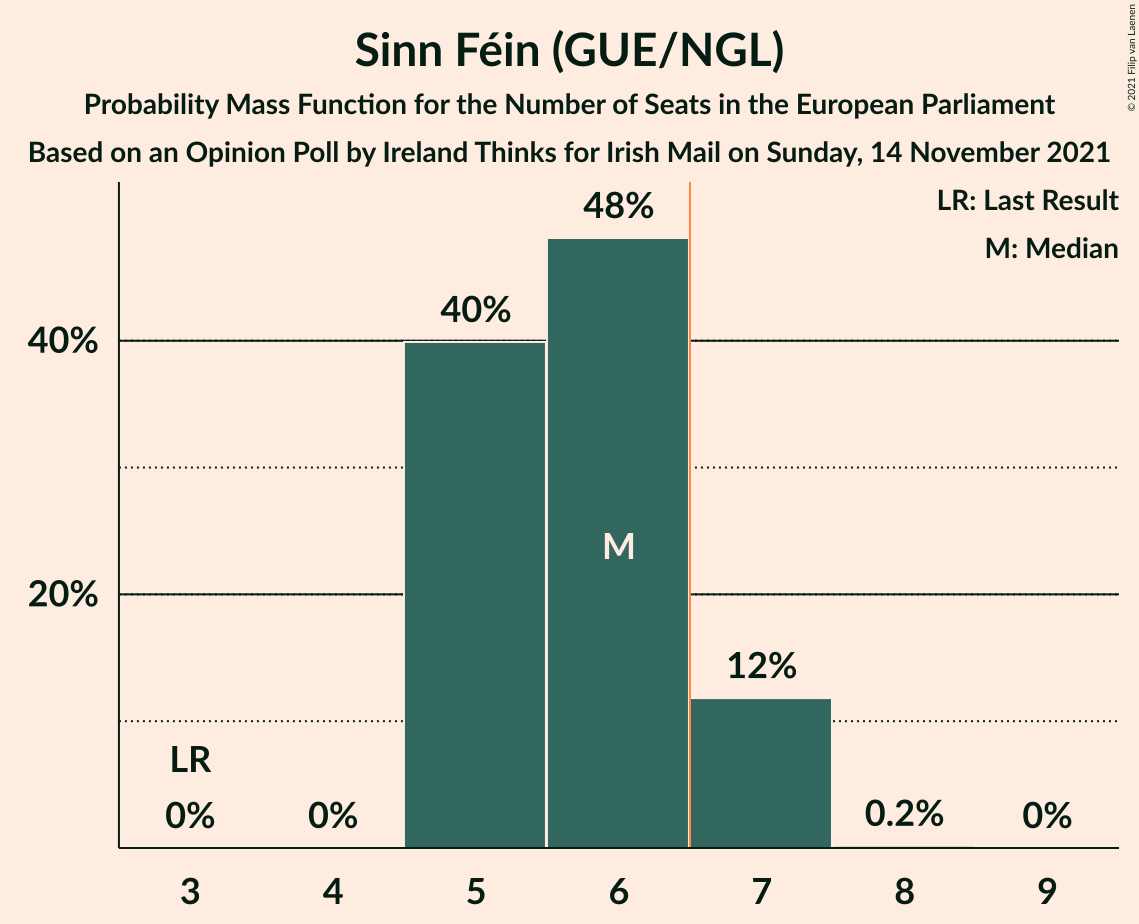 Sinn Féin (GUE/NGL)
Probability Mass Function for the Number of Seats in the European Parliament
Based on an Opinion Poll by Ireland Thinks for Irish Mail on Sunday, 14 November 2021
© 2021 Filip van Laenen
LR: Last Result
M: Median
48%
40%
40%
M
20%
12%
LR
0%
0%
0.2%
0%
3
4
5
6
7
8
9